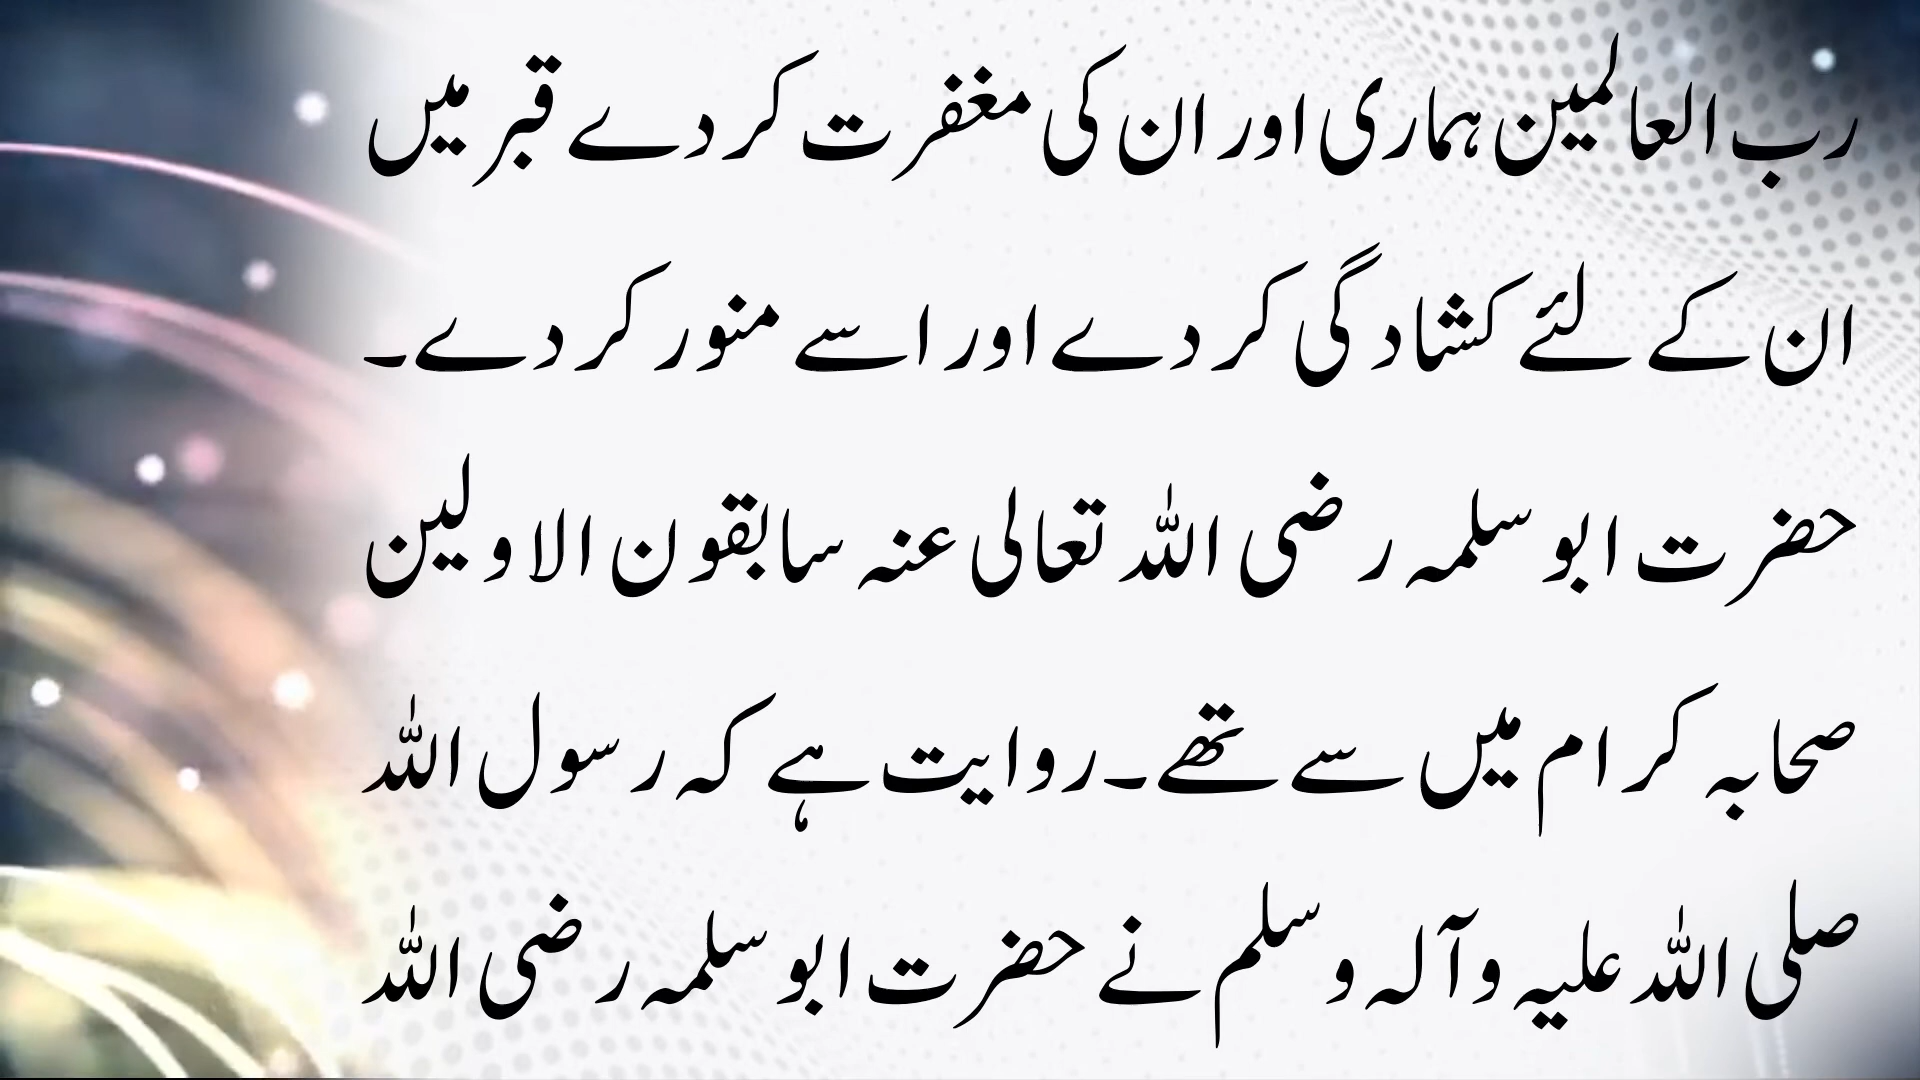 رب العالمین ہماری اور ان کی مغفرت کر دے قبر میں
ان کے لئے کشادگی کر دے اور اسے منور کر دے۔
حضرت ابو سلمہ رضی اللہ تعالی عنہ سابقون الاولین
صحابہ کرام میں سے تھے۔روایت ہے کہ رسول اللہ
صلی اللہ علیہ وآلہ وسلم نے حضرت ابو سلمہ رضی اللہ